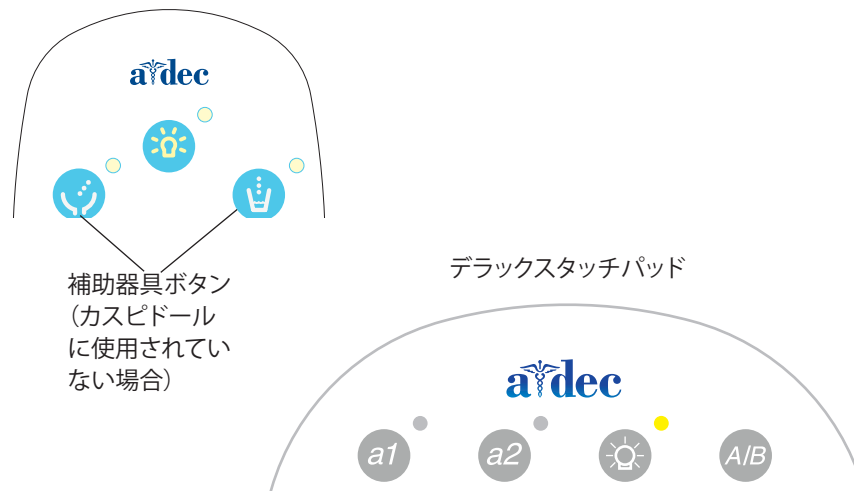 a dec
補助器具ボタン
（カスピドール
に使用されてい
ない場合）
デラックスタッチパッド
a dec
a1
a2
A/B